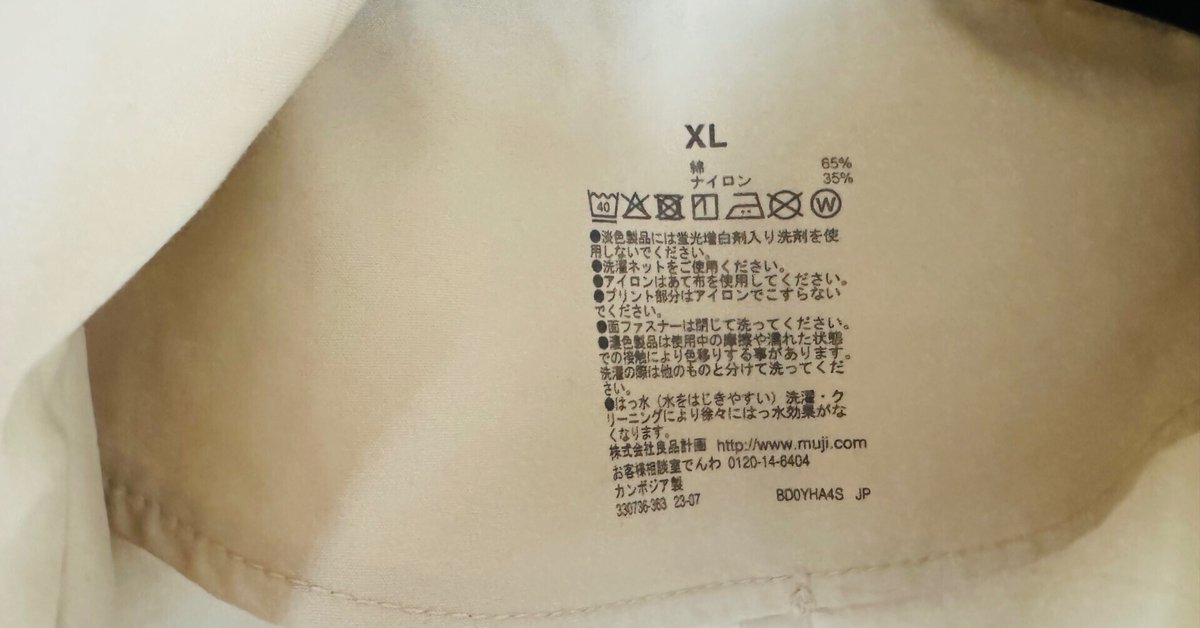 XL
綿 65%
ナイロン 35%
40 W
●淡色製品には蛍光増白剤入り洗剤を使
用しないでください。
●洗濯ネットをご使用ください。
●アイロンはあて布を使用してください。
●プリント部分はアイロンでこすらない
でください。
●面ファスナーは閉じて洗ってください。
●濃色製品は使用中の摩擦や濡れた状態
での接触により色移りする事があります。
洗濯の際は他のものと分けて洗ってくだ
さい。
●はっ水（水をはじきやすい）洗濯・ク
リーニングにより徐々にはっ水効果がな
くなります。
株式会社良品計画 http://www.muji.com
お客様相談室でんわ 0120-14-6404
カンボジア製
330736-363 23-07 BD0YHA4S JP